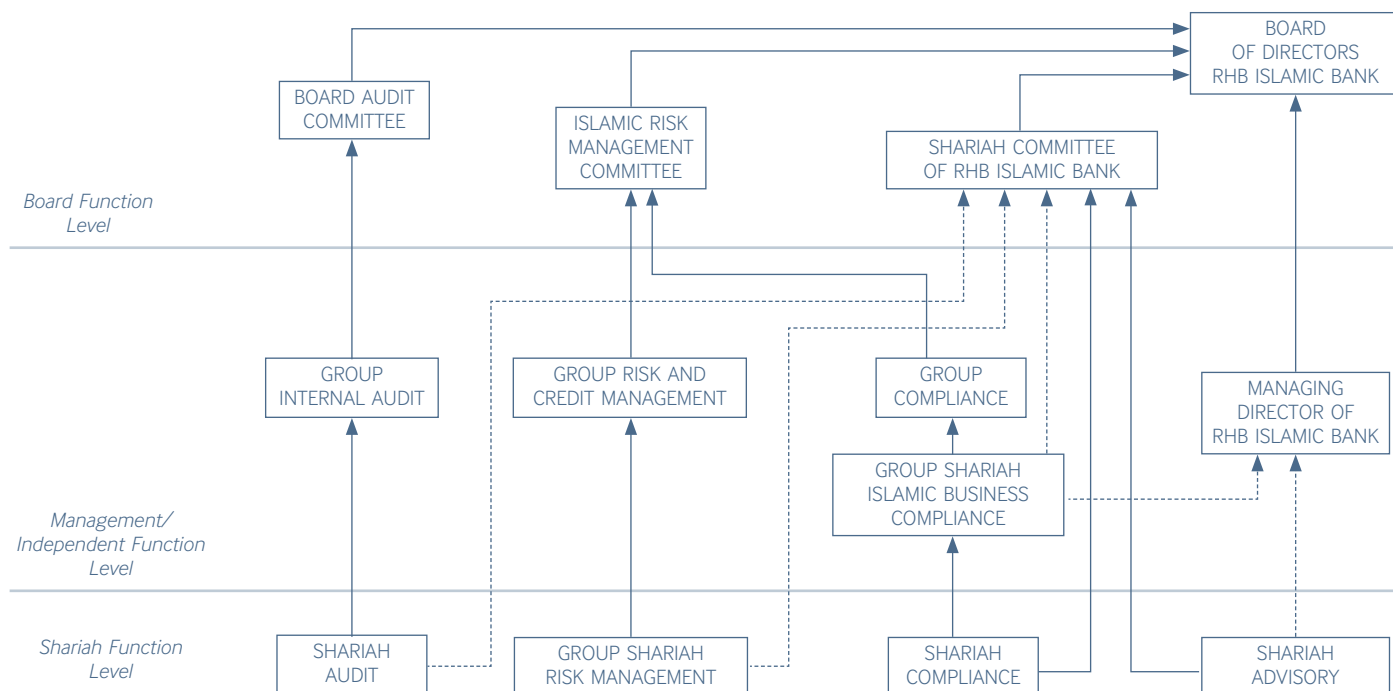 BOARD
OF DIRECTORS
RHB ISLAMIC BANK
BOARD AUDIT
COMMITTEE
ISLAMIC RISK
MANAGEMENT
COMMITTEE
SHARIAH COMMITTEE
OF RHB ISLAMIC BANK
Board Function
Level
GROUP
INTERNAL AUDIT
GROUP RISK AND
CREDIT MANAGEMENT
GROUP
COMPLIANCE
MANAGING
DIRECTOR OF
RHB ISLAMIC BANK
GROUP SHARIAH
ISLAMIC BUSINESS
COMPLIANCE
Management/
Independent Function
Level
Shariah Function
Level
SHARIAH
AUDIT
GROUP SHARIAH
RISK MANAGEMENT
SHARIAH
COMPLIANCE
SHARIAH
ADVISORY